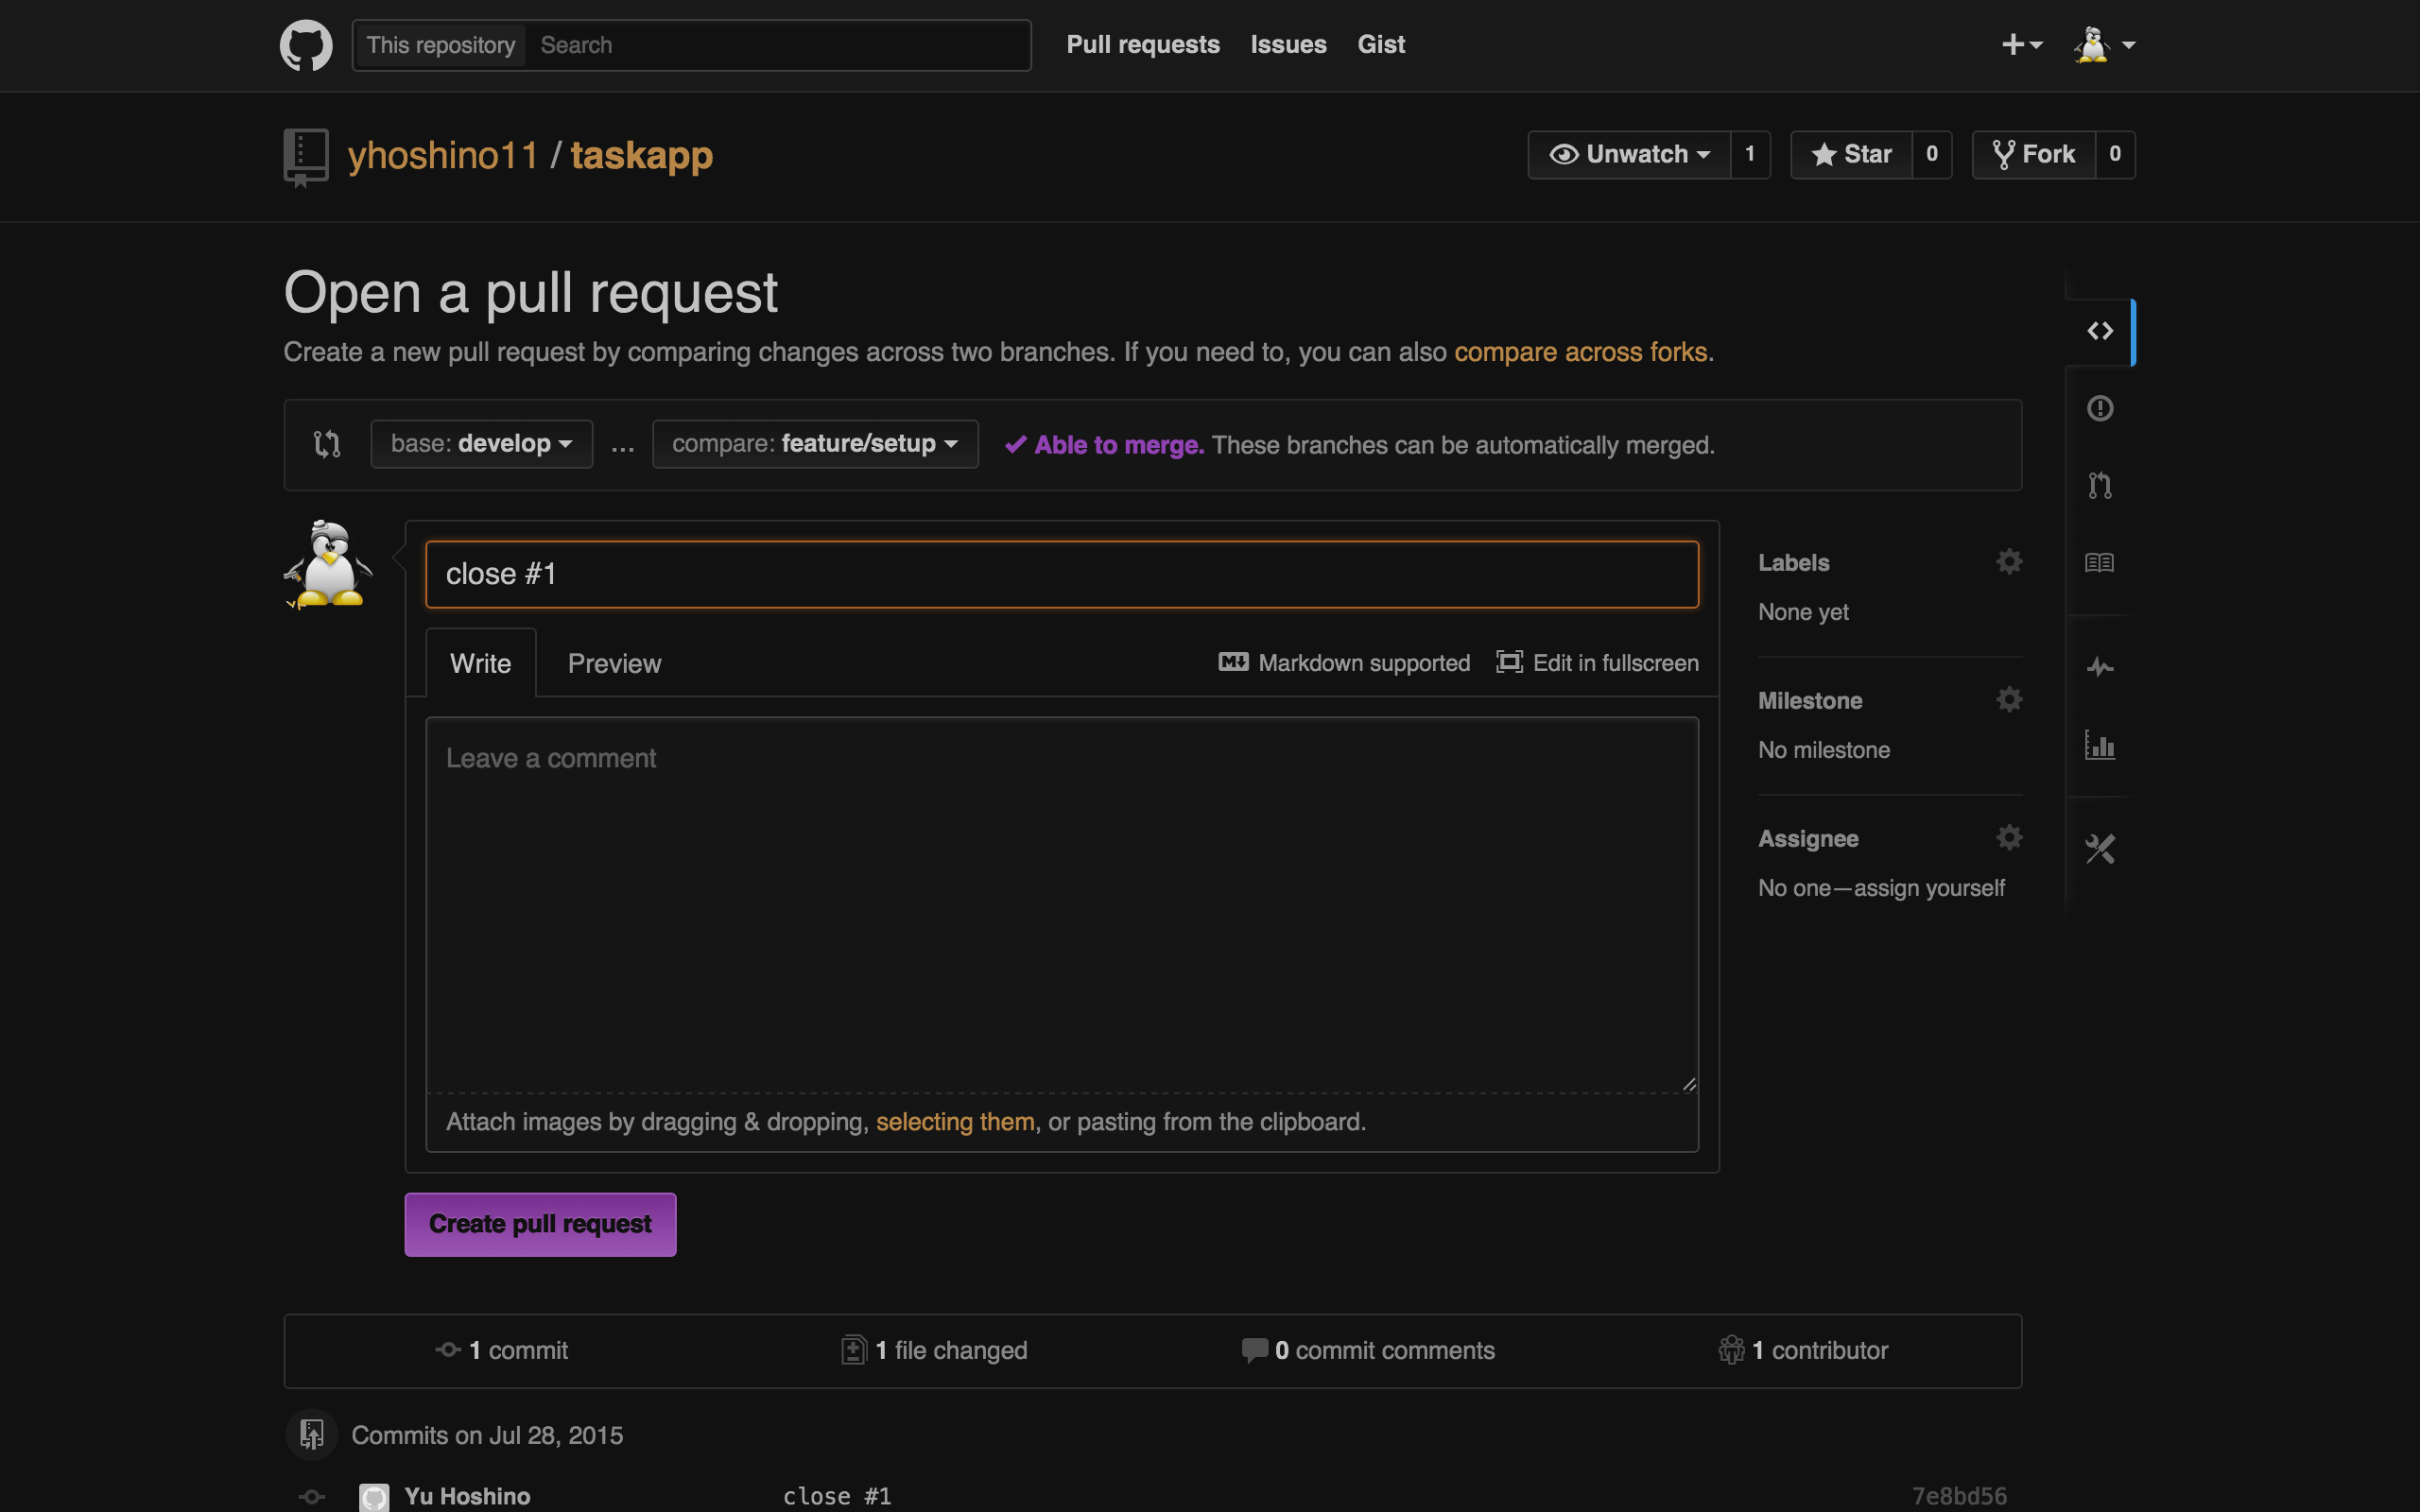 This repository Search Pull requests Issues Gist
yhoshino11 / taskapp Unwatch 1 Star 0 Fork 0
Open a pull request
Create a new pull request by comparing changes across two branches. If you need to, you can also compare across forks.
base: develop ... compare: feature/setup Able to merge. These branches can be automatically merged.
close #1
Labels
None yet
Write Preview Markdown supported Edit in fullscreen
Milestone
No milestone
Leave a comment
Assignee
No one—assign yourself
Attach images by dragging & dropping, selecting them, or pasting from the clipboard.
Create pull request
1 commit 1 file changed 0 commit comments 1 contributor
Commits on Jul 28, 2015
Yu Hoshino close #1 7e8bd56